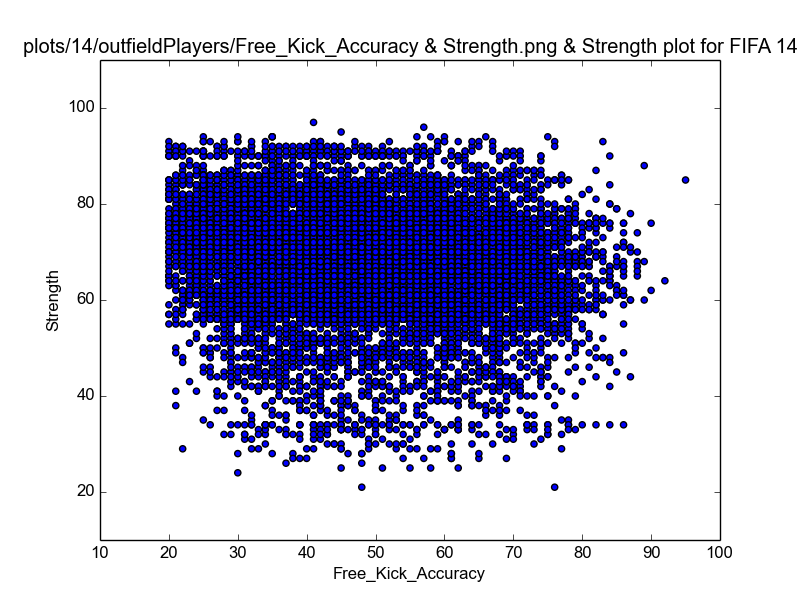 plots/14/outfieldPlayers/Free_Kick_Accuracy & Strength.png & Strength plot for FIFA 14
100
80
60
40
20
Strength
10 20 30 40 50 60 70 80 90 100
Free_Kick_Accuracy